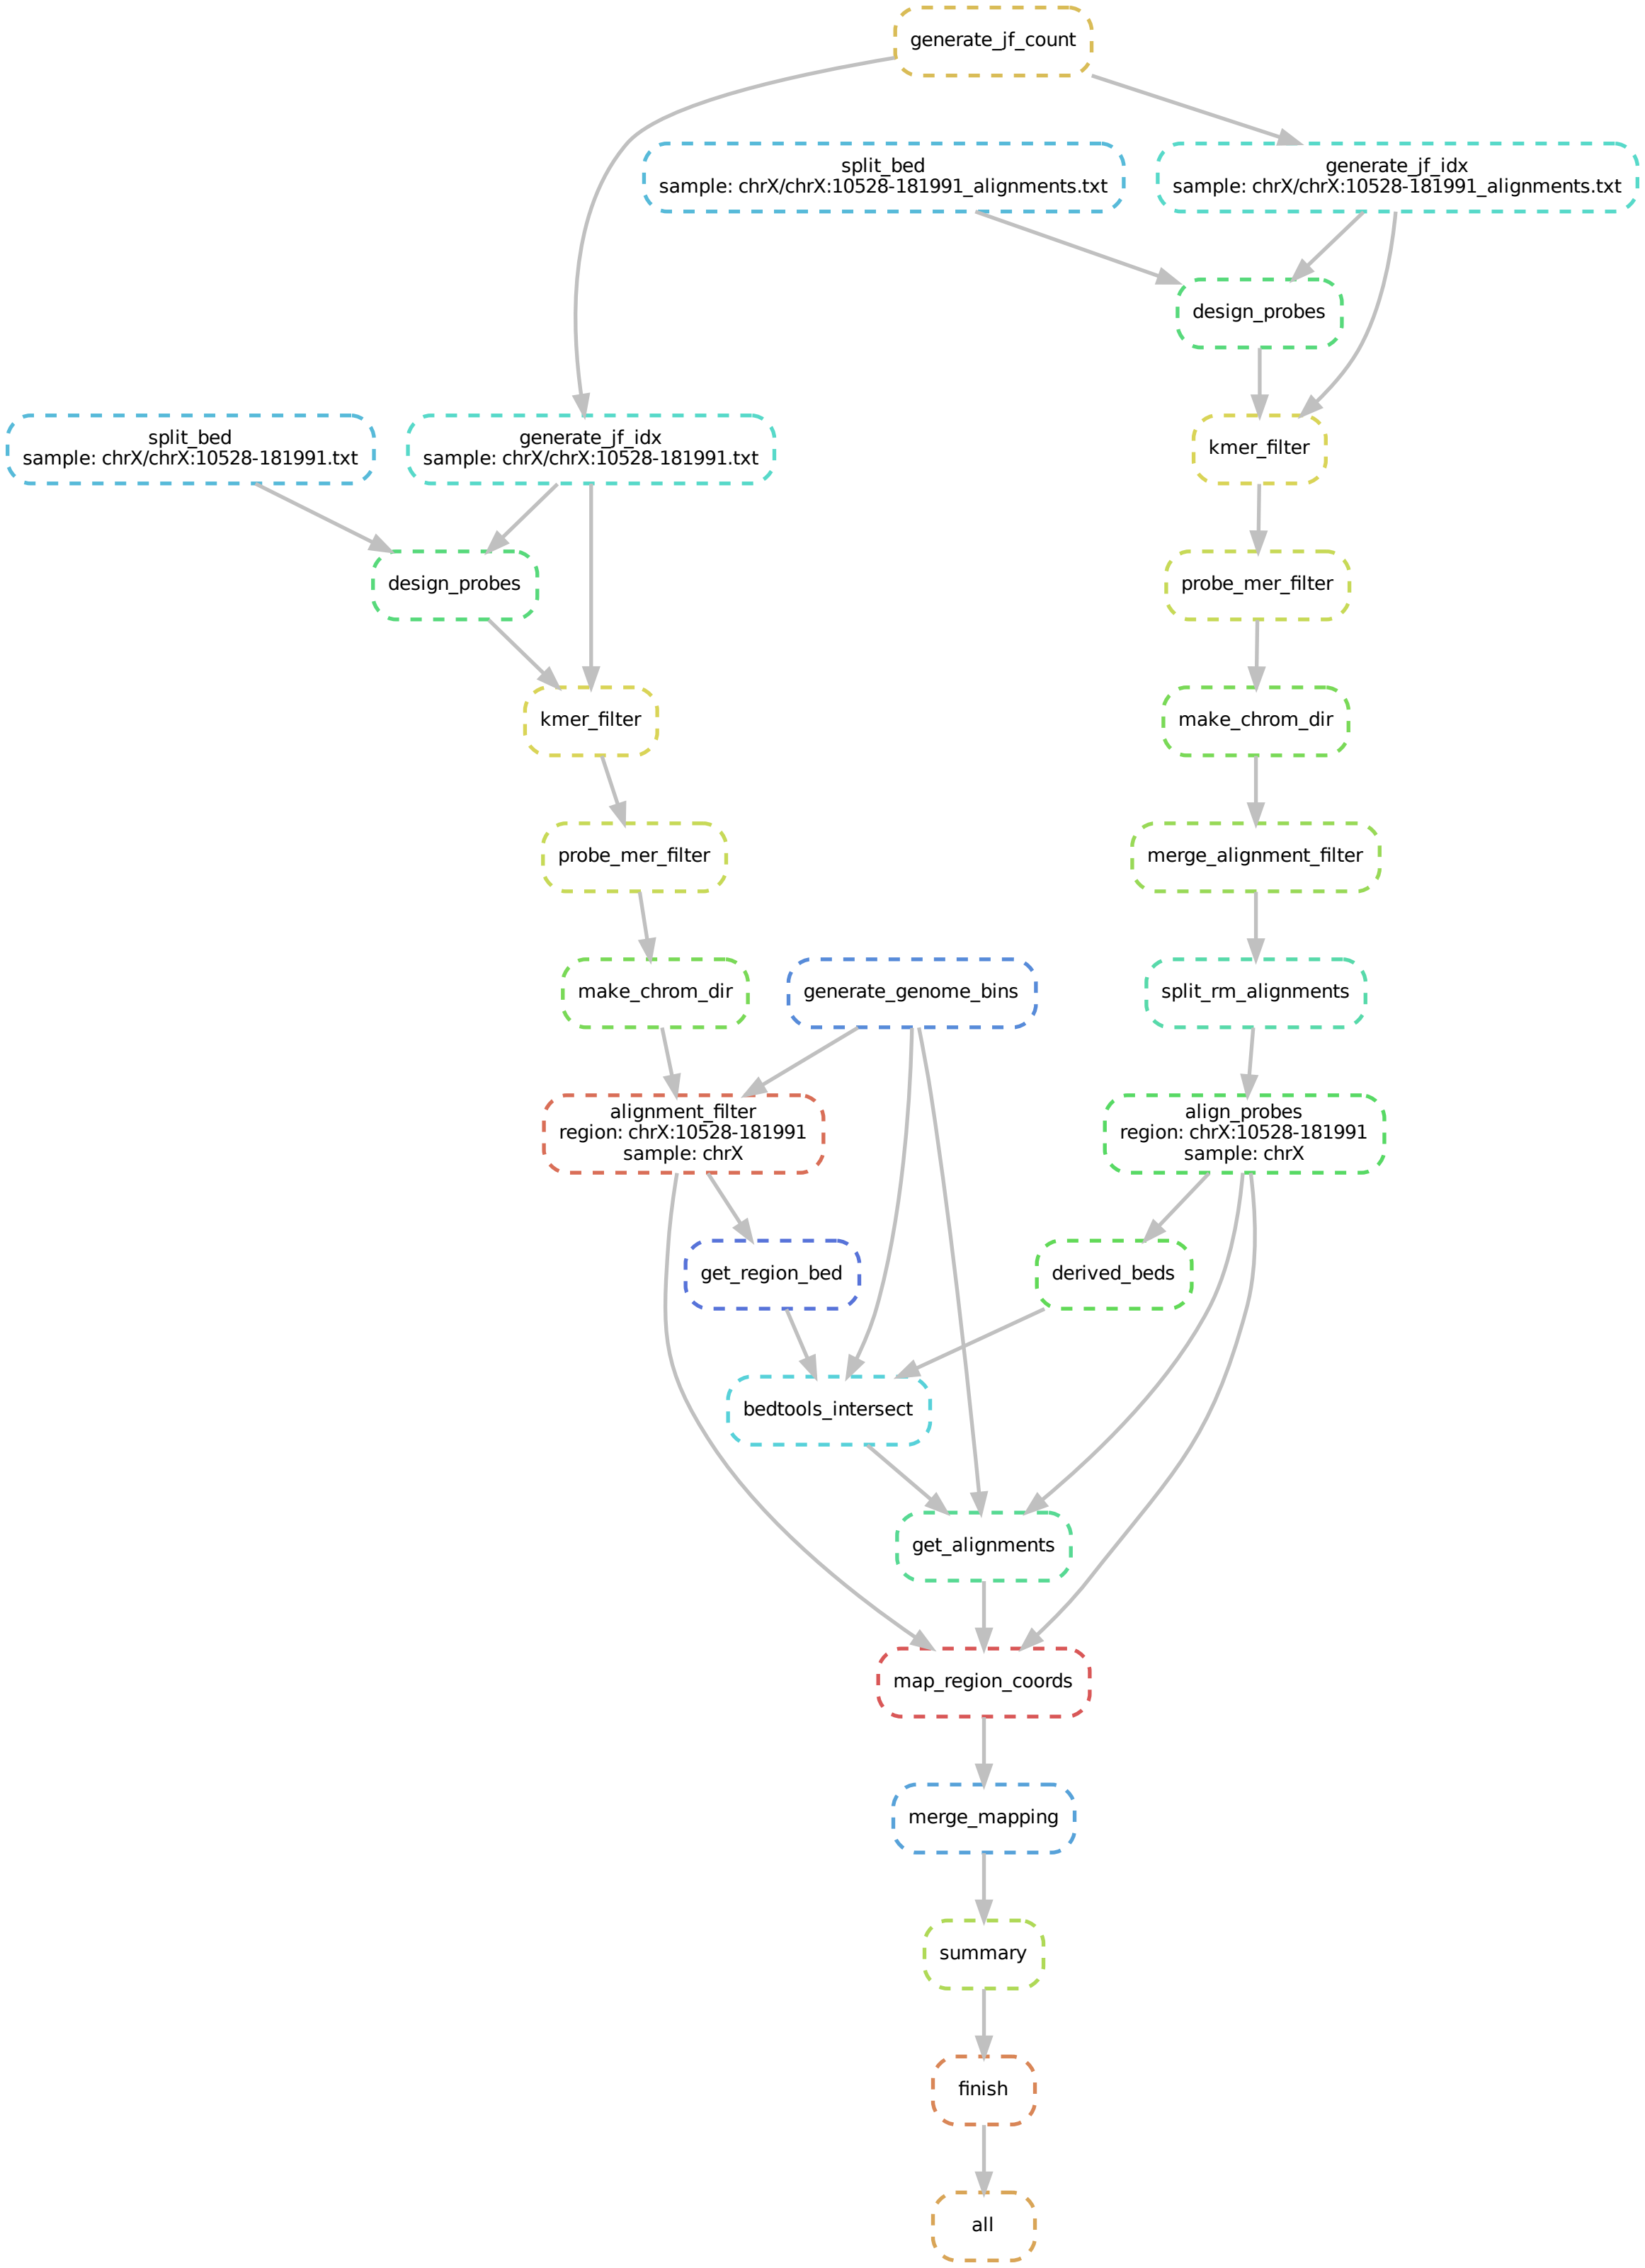 generate_jf_count
split_bed
sample: chrX/chrX:10528-181991_alignments.txt
generate_jf_idx
sample: chrX/chrX:10528-181991_alignments.txt
design_probes
split_bed
sample: chrX/chrX:10528-181991.txt
generate_jf_idx
sample: chrX/chrX:10528-181991.txt
kmer_filter
design_probes
probe_mer_filter
kmer_filter
make_chrom_dir
probe_mer_filter
merge_alignment_filter
make_chrom_dir
generate_genome_bins
split_rm_alignments
alignment_filter
region: chrX:10528-181991
sample: chrX
align_probes
region: chrX:10528-181991
sample: chrX
get_region_bed
derived_beds
bedtools_intersect
get_alignments
map_region_coords
merge_mapping
summary
finish
all